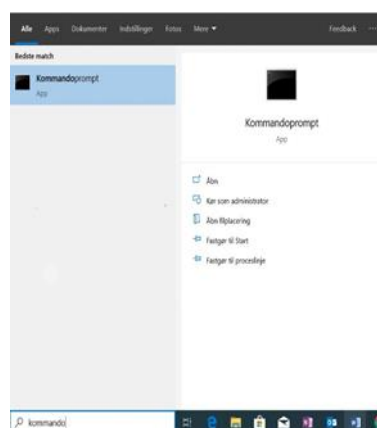 Alle Apps Dokumenter Indstillinger Fotos Mere Feedback ...
Bedste match
Kommandoprompt
App
Kommandoprompt
App
Åbn
Kør som administrator
Åbn filplacering
Fastgør til Start
Fastgør til proceslinje
kommando